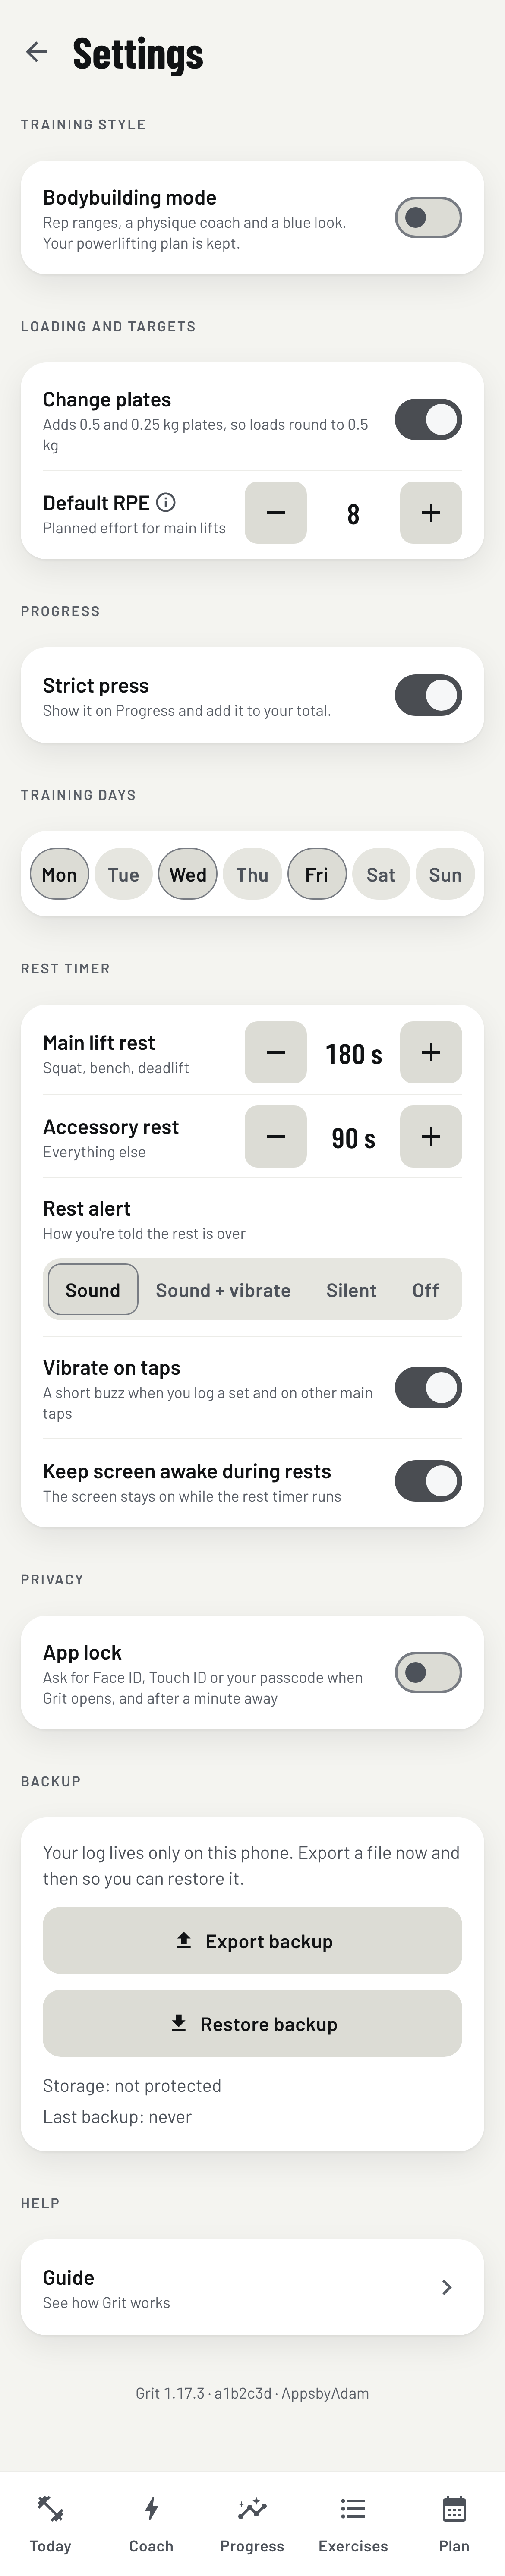 Settings
TRAINING STYLE
Bodybuilding mode
Rep ranges, a physique coach and a blue look.
Your powerlifting plan is kept.
LOADING AND TARGETS
Change plates
Adds 0.5 and 0.25 kg plates, so loads round to 0.5
kg
Default RPE
Planned effort for main lifts
− 8 +
PROGRESS
Strict press
Show it on Progress and add it to your total.
TRAINING DAYS
Mon Tue Wed Thu Fri Sat Sun
REST TIMER
Main lift rest
Squat, bench, deadlift
− 180 s +
Accessory rest
Everything else
− 90 s +
Rest alert
How you're told the rest is over
Sound Sound + vibrate Silent Off
Vibrate on taps
A short buzz when you log a set and on other main
taps
Keep screen awake during rests
The screen stays on while the rest timer runs
PRIVACY
App lock
Ask for Face ID, Touch ID or your passcode when
Grit opens, and after a minute away
BACKUP
Your log lives only on this phone. Export a file now and
then so you can restore it.
Export backup
Restore backup
Storage: not protected
Last backup: never
HELP
Guide
See how Grit works
Grit 1.17.3 · a1b2c3d · AppsbyAdam
Today Coach Progress Exercises Plan